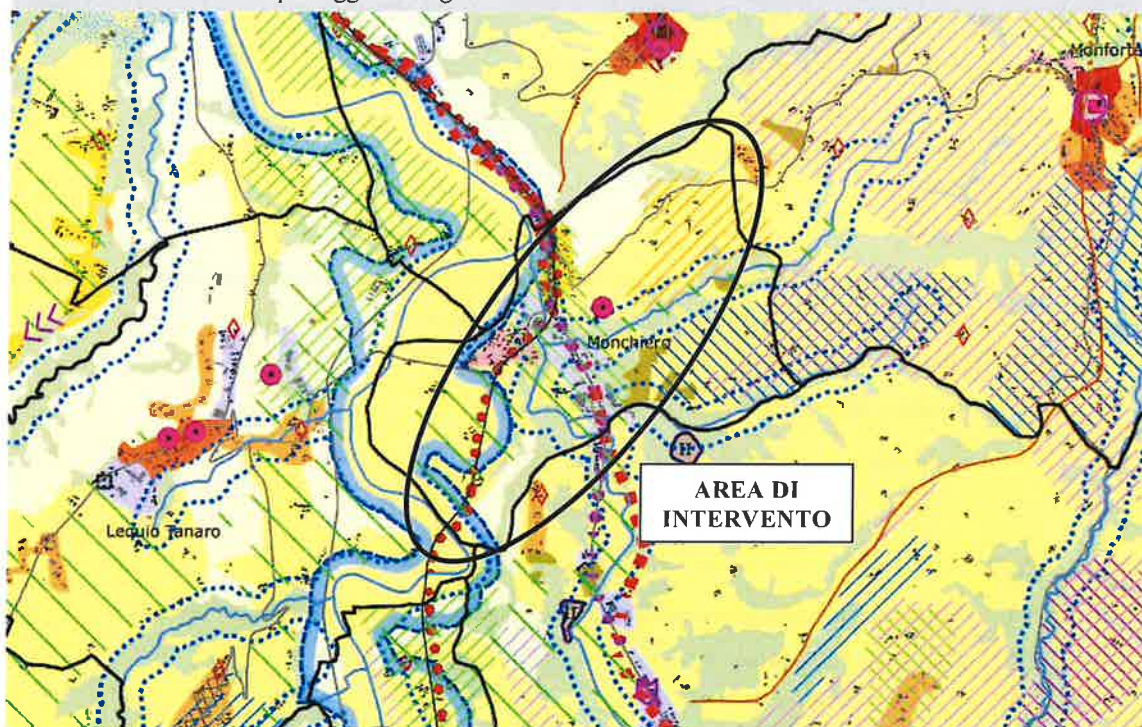 Monforte
Monchiero
AREA DI
INTERVENTO
Lequio Tanaro